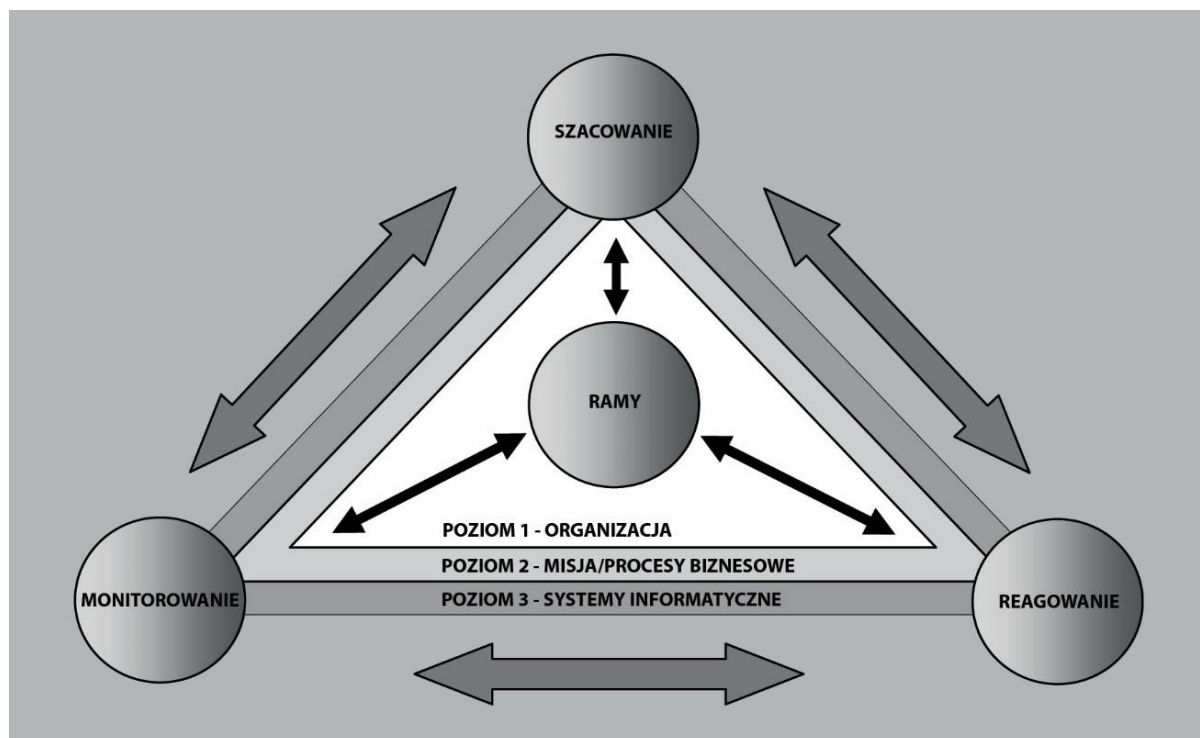 SZACOWANIE
RAMY
POZIOM 1 - ORGANIZACJA
POZIOM 2 - MISJA/PROCESY BIZNESOWE
MONITOROWANIE
POZIOM 3 - SYSTEMY INFORMATYCZNE
REAGOWANIE